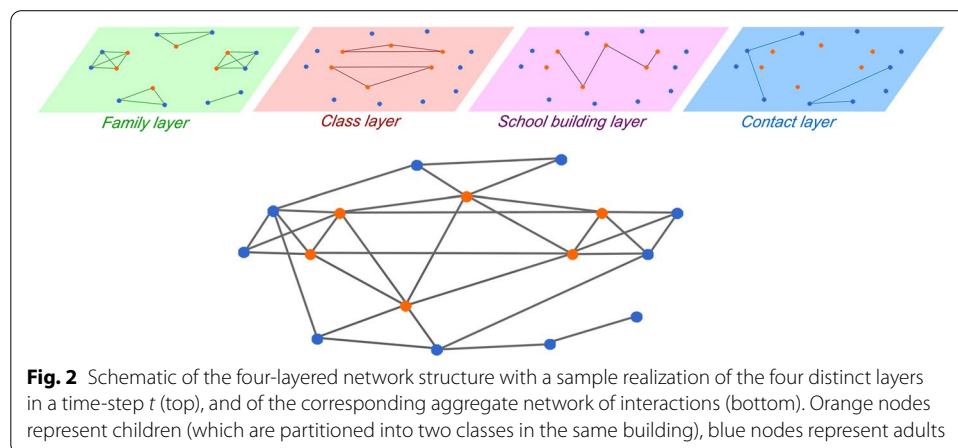 Family layer
Class layer
School building layer
Contact layer
Fig. 2 Schematic of the four-layered network structure with a sample realization of the four distinct layers
in a time-step t (top), and of the corresponding aggregate network of interactions (bottom). Orange nodes
represent children (which are partitioned into two classes in the same building), blue nodes represent adults